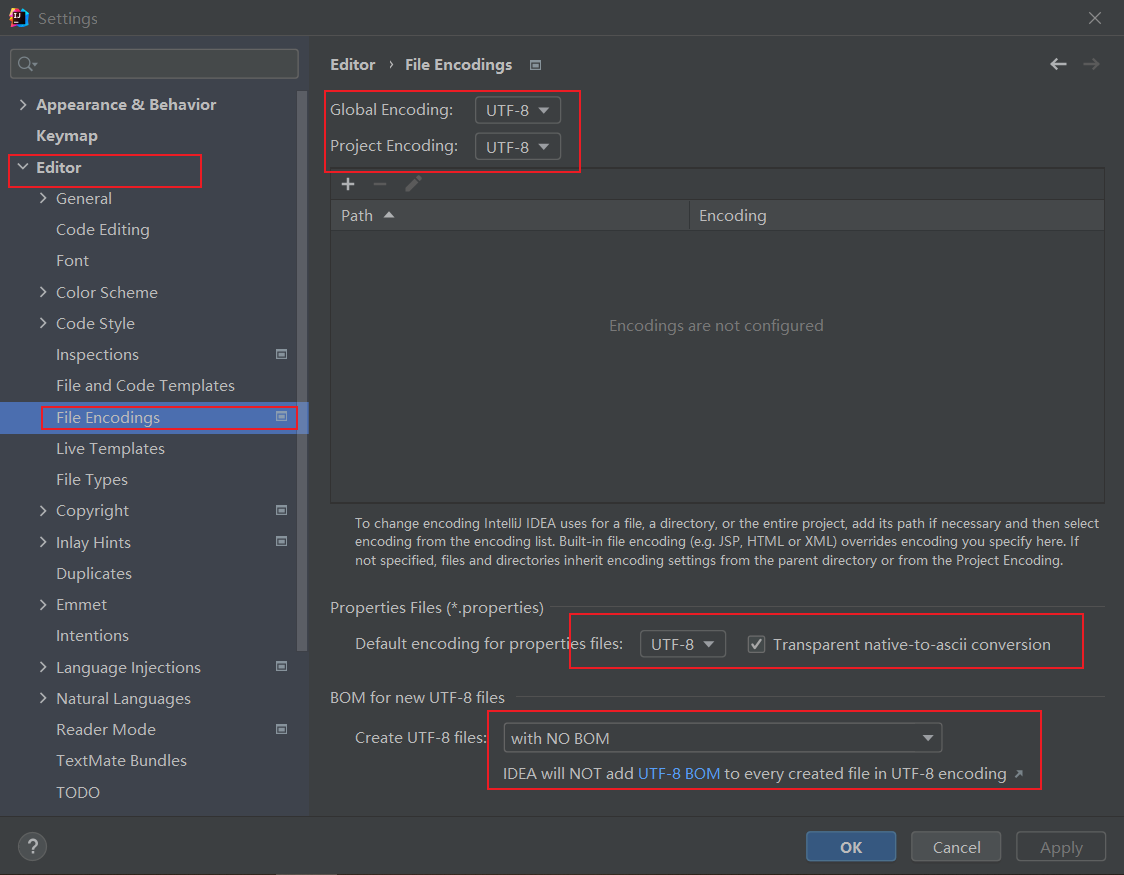 Settings
Appearance & Behavior
Keymap
Editor
General
Code Editing
Font
Color Scheme
Code Style
Inspections
File and Code Templates
File Encodings
Live Templates
File Types
Copyright
Inlay Hints
Duplicates
Emmet
Intentions
Language Injections
Natural Languages
Reader Mode
TextMate Bundles
TODO
Editor › File Encodings
Global Encoding: UTF-8
Project Encoding: UTF-8
Path Encoding
Encodings are not configured
To change encoding IntelliJ IDEA uses for a file, a directory, or the entire project, add its path if necessary and then select
encoding from the encoding list. Built-in file encoding (e.g. JSP, HTML or XML) overrides encoding you specify here. If
not specified, files and directories inherit encoding settings from the parent directory or from the Project Encoding.
Properties Files (*.properties)
Default encoding for properties files: UTF-8 Transparent native-to-ascii conversion
BOM for new UTF-8 files
Create UTF-8 files: with NO BOM
IDEA will NOT add UTF-8 BOM to every created file in UTF-8 encoding ↗
? OK Cancel Apply